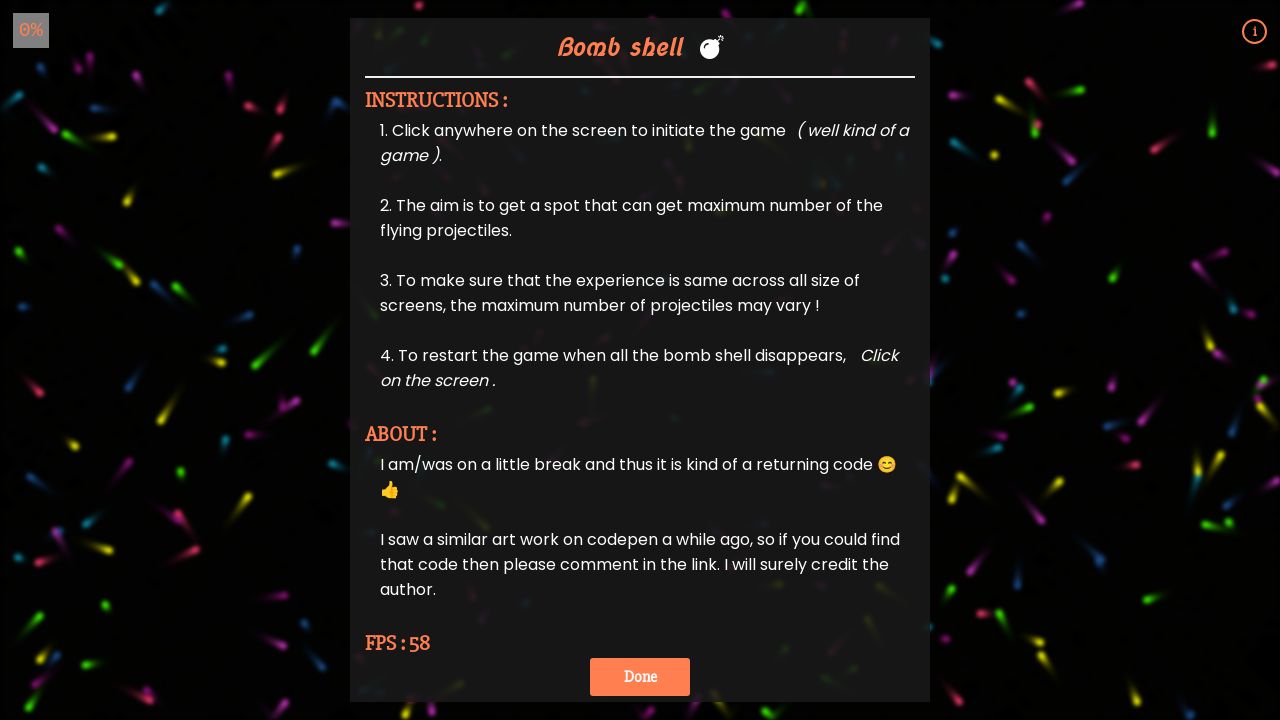 0%
i
Bomb shell 💣
INSTRUCTIONS :
1. Click anywhere on the screen to initiate the game ( well kind of a
game ).
2. The aim is to get a spot that can get maximum number of the
flying projectiles.
3. To make sure that the experience is same across all size of
screens, the maximum number of projectiles may vary !
4. To restart the game when all the bomb shell disappears, Click
on the screen .
ABOUT :
I am/was on a little break and thus it is kind of a returning code 😊
👍
I saw a similar art work on codepen a while ago, so if you could find
that code then please comment in the link. I will surely credit the
author.
FPS : 58
Done